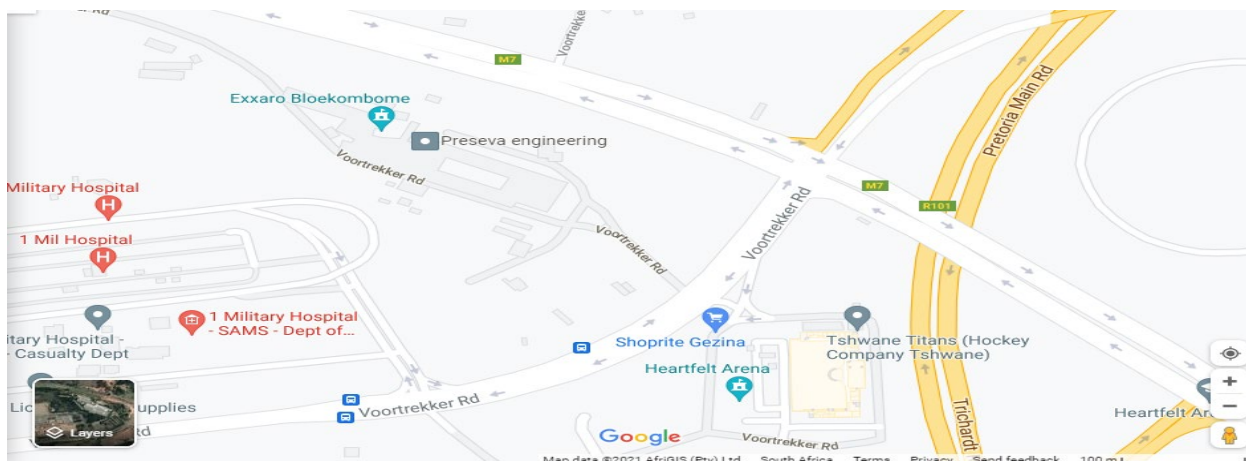 Rd
Voortrekker
M7
Exxaro Bloekombome
Preseva engineering
Pretoria Main Rd
Voortrekker Rd
Military Hospital
M7
R101
Voortrekker Rd
1 Mil Hospital
Voortrekker Rd
1 Military Hospital
- SAMS - Dept of...
itary Hospital -
- Casualty Dept
Shoprite Gezina
Tshwane Titans (Hockey
Company Tshwane)
Heartfelt Arena
Voortrekker Rd
upplies
Layers
Rd
Trichardt
Heartfelt Ar
Google
Voortrekker Rd
Map data ©2021 AfriGIS (Pty) Ltd South Africa Terms Privacy Send feedback 100 m